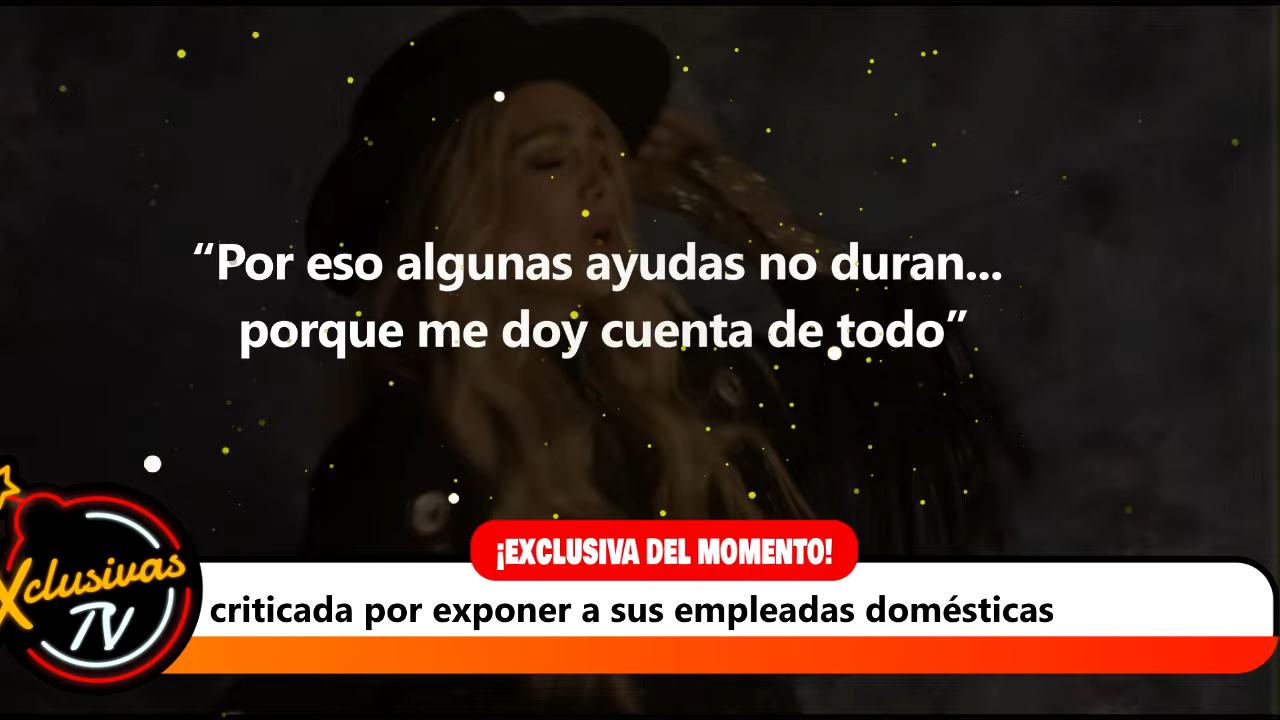 “Por eso algunas ayudas no duran...
porque me doy cuenta de todo”
¡EXCLUSIVA DEL MOMENTO!
criticada por exponer a sus empleadas domésticas
Xclusivas
TV